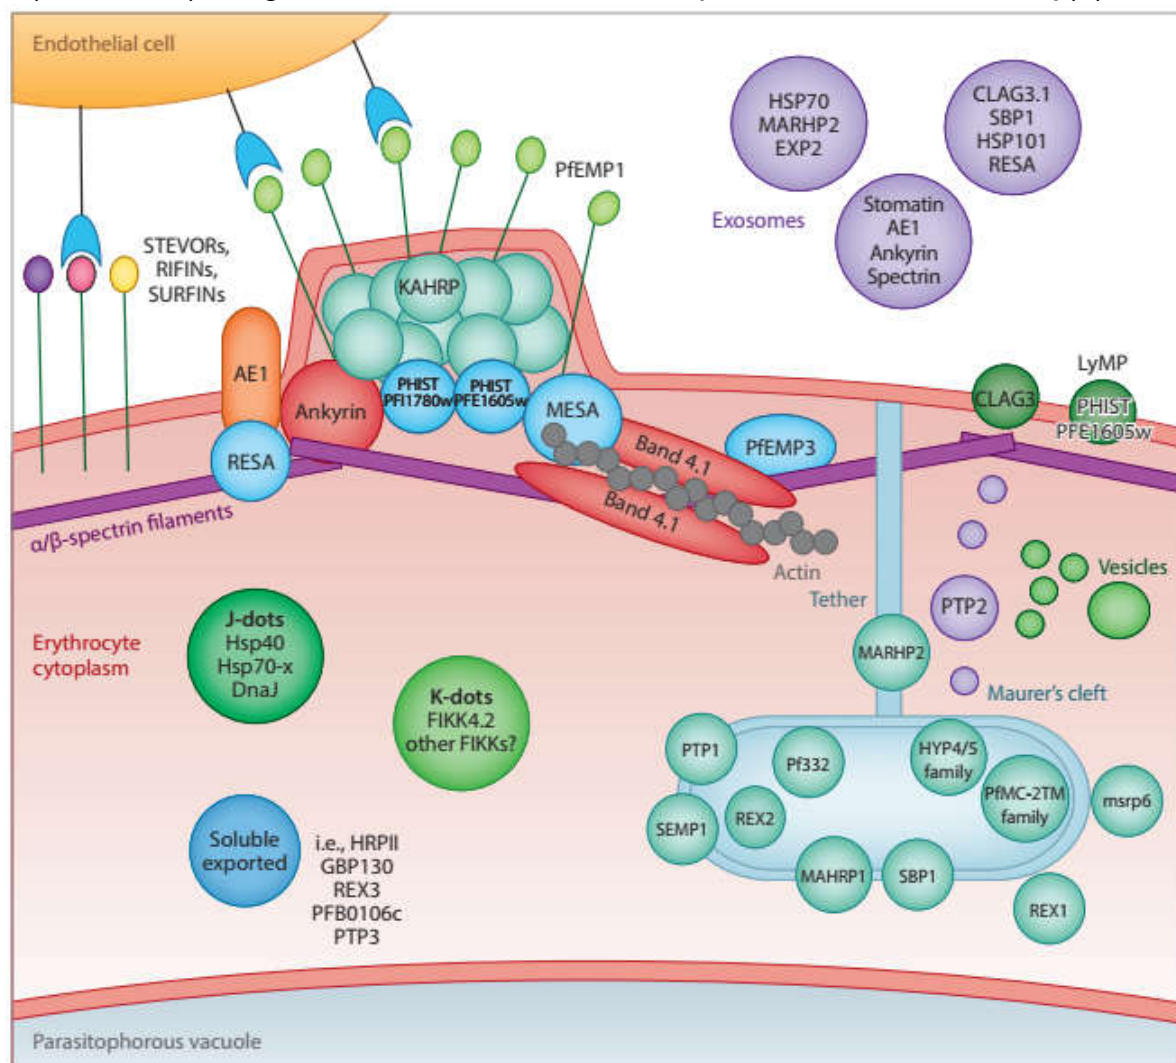 Endothelial cell
HSP70
MARHP2
EXP2
CLAG3.1
SBP1
HSP101
RESA
PfEMP1
Exosomes
Stomatin
AE1
Ankyrin
Spectrin
STEVORs,
RIFINs,
SURFINs
KAHRP
AE1
Ankyrin
PHIST
PFI1780w
PHIST
PFE1605w
MESA
RESA
Band 4.1
Band 4.1
PfEMP3
CLAG3
LyMP
PHIST
PFE1605w
α/β-spectrin filaments
Actin
Tether
Vesicles
PTP2
MARHP2
Maurer's cleft
Erythrocyte
cytoplasm
J-dots
Hsp40
Hsp70-x
DnaJ
K-dots
FIKK4.2
other FIKKs?
PTP1
Pf332
HYP4/5
family
PfMC-2TM
family
msrp6
SEMP1
REX2
MAHRP1
SBP1
REX1
Soluble
exported
i.e., HRPII
GBP130
REX3
PFB0106c
PTP3
Parasitophorous vacuole